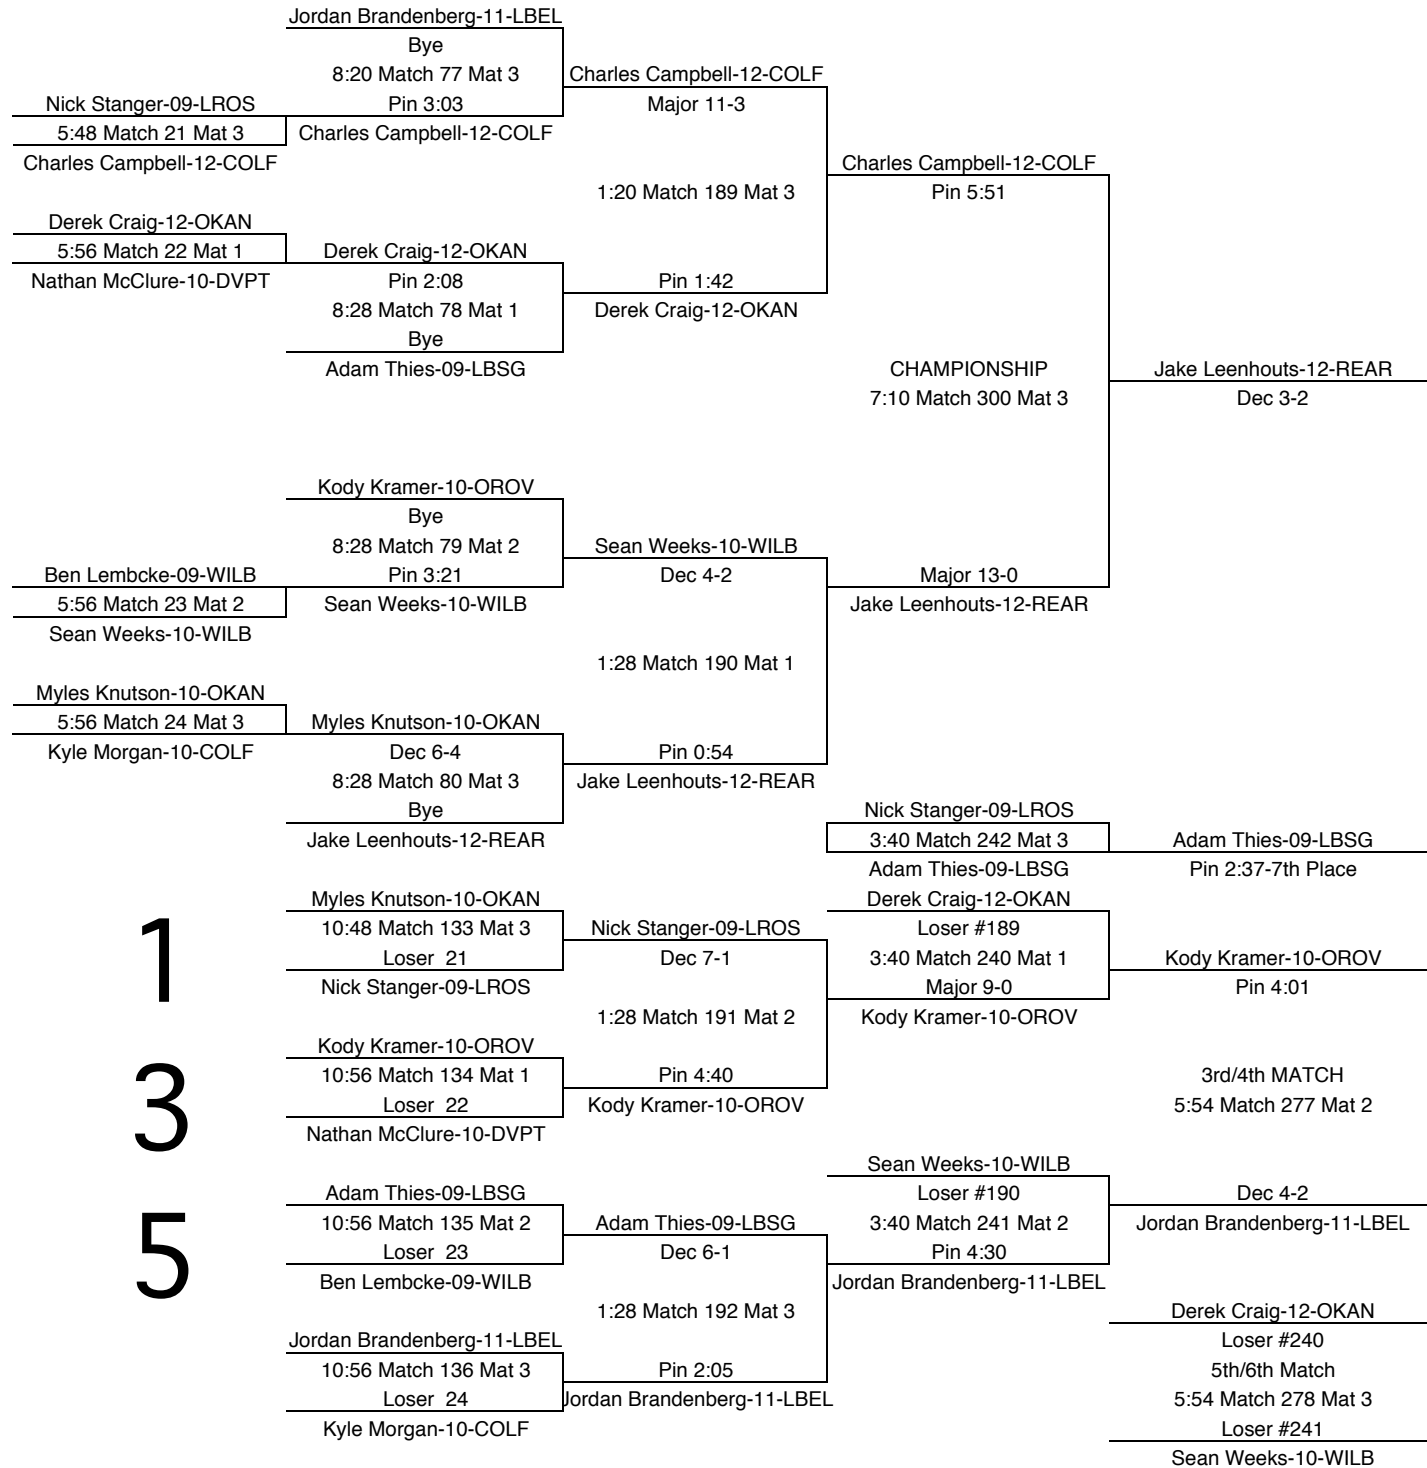 Jordan Brandenberg-11-LBEL
Bye
8:20 Match 77 Mat 3
Charles Campbell-12-COLF
Nick Stanger-09-LROS
Pin 3:03
Major 11-3
5:48 Match 21 Mat 3
Charles Campbell-12-COLF
Charles Campbell-12-COLF
Charles Campbell-12-COLF
1:20 Match 189 Mat 3
Pin 5:51
Derek Craig-12-OKAN
5:56 Match 22 Mat 1
Derek Craig-12-OKAN
Nathan McClure-10-DVPT
Pin 2:08
Pin 1:42
8:28 Match 78 Mat 1
Derek Craig-12-OKAN
Bye
Adam Thies-09-LBSG
CHAMPIONSHIP
Jake Leenhouts-12-REAR
7:10 Match 300 Mat 3
Dec 3-2
Kody Kramer-10-OROV
Bye
8:28 Match 79 Mat 2
Sean Weeks-10-WILB
Ben Lembcke-09-WILB
Pin 3:21
Dec 4-2
Major 13-0
5:56 Match 23 Mat 2
Sean Weeks-10-WILB
Jake Leenhouts-12-REAR
Sean Weeks-10-WILB
1:28 Match 190 Mat 1
Myles Knutson-10-OKAN
5:56 Match 24 Mat 3
Myles Knutson-10-OKAN
Kyle Morgan-10-COLF
Dec 6-4
Pin 0:54
8:28 Match 80 Mat 3
Jake Leenhouts-12-REAR
Bye
Nick Stanger-09-LROS
Jake Leenhouts-12-REAR
3:40 Match 242 Mat 3
Adam Thies-09-LBSG
Adam Thies-09-LBSG
Pin 2:37-7th Place
1
Myles Knutson-10-OKAN
Derek Craig-12-OKAN
10:48 Match 133 Mat 3
Nick Stanger-09-LROS
Loser #189
Loser 21
Dec 7-1
3:40 Match 240 Mat 1
Kody Kramer-10-OROV
Nick Stanger-09-LROS
Major 9-0
Pin 4:01
1:28 Match 191 Mat 2
Kody Kramer-10-OROV
3
Kody Kramer-10-OROV
10:56 Match 134 Mat 1
Pin 4:40
3rd/4th MATCH
Loser 22
Kody Kramer-10-OROV
5:54 Match 277 Mat 2
Nathan McClure-10-DVPT
Sean Weeks-10-WILB
5
Adam Thies-09-LBSG
Loser #190
Dec 4-2
10:56 Match 135 Mat 2
Adam Thies-09-LBSG
3:40 Match 241 Mat 2
Jordan Brandenberg-11-LBEL
Loser 23
Dec 6-1
Pin 4:30
Ben Lembcke-09-WILB
Jordan Brandenberg-11-LBEL
1:28 Match 192 Mat 3
Derek Craig-12-OKAN
Jordan Brandenberg-11-LBEL
Loser #240
10:56 Match 136 Mat 3
Pin 2:05
5th/6th Match
Loser 24
Jordan Brandenberg-11-LBEL
5:54 Match 278 Mat 3
Kyle Morgan-10-COLF
Loser #241
Sean Weeks-10-WILB